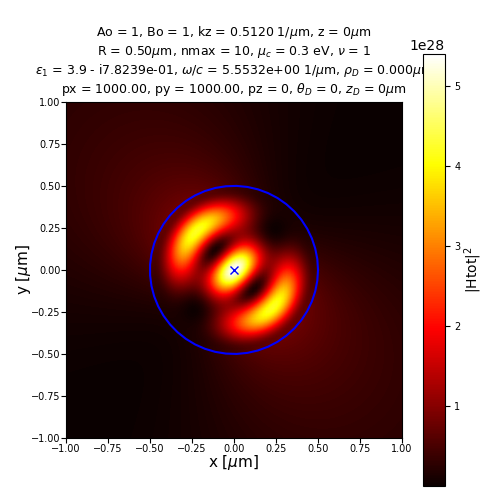 Ao = 1, Bo = 1, kz = 0.5120 1/μm, z = 0μm
R = 0.50μm, nmax = 10, μ_c = 0.3 eV, ν = 1
ε₁ = 3.9 - i7.8239e-01, ω/c = 5.5532e+00 1/μm, ρ_D = 0.000μ
px = 1000.00, py = 1000.00, pz = 0, θ_D = 0, z_D = 0μm
1e28
1.00
0.75
0.50
0.25
0.00
−0.25
−0.50
−0.75
−1.00
y [μm]
−1.00 −0.75 −0.50 −0.25 0.00 0.25 0.50 0.75 1.00
x [μm]
5
4
3
2
1
|Htot|²